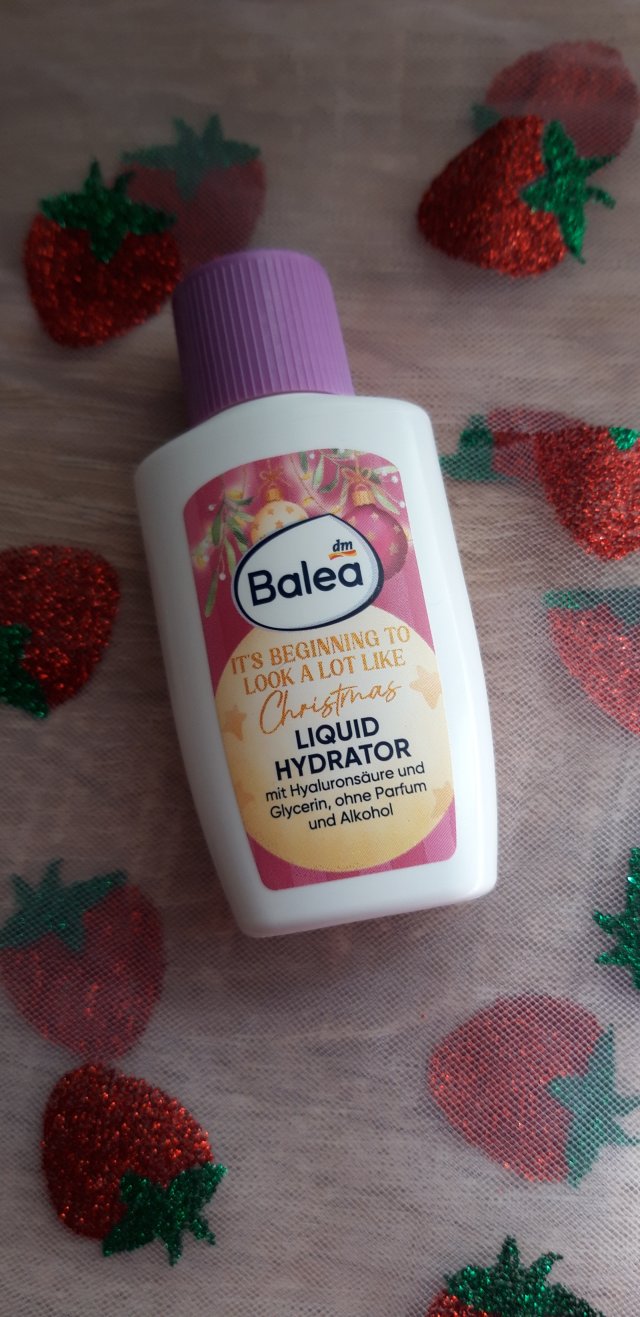 dm
Balea
IT'S BEGINNING TO
LOOK A LOT LIKE
Christmas
LIQUID
HYDRATOR
mit Hyaluronsäure und
Glycerin, ohne Parfum
und Alkohol